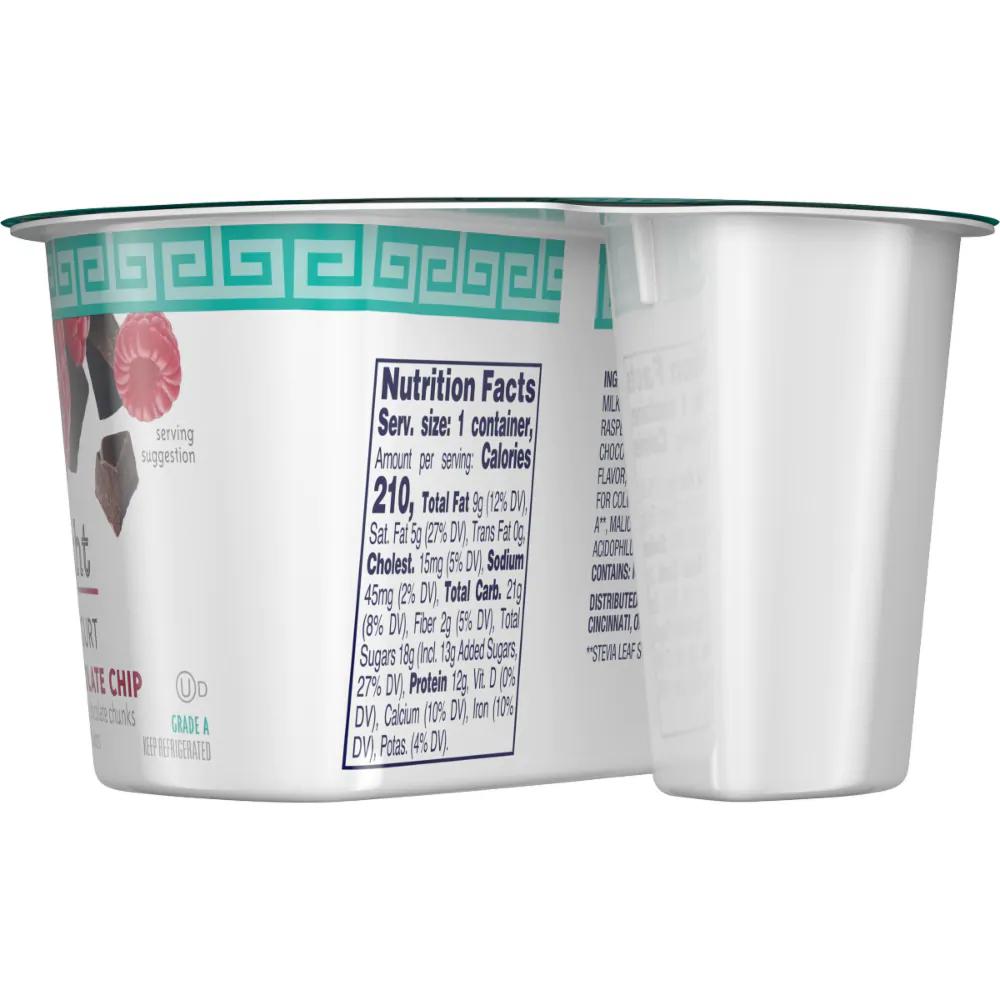 serving
suggestion
ht
URT
LATE CHIP
chunks
U D
GRADE A
KEEP REFRIGERATED
Nutrition Facts
Serv. size: 1 container,
Amount per serving: Calories
210, Total Fat 9g (12% DV),
Sat. Fat 5g (27% DV), Trans Fat 0g,
Cholest. 15mg (5% DV), Sodium
45mg (2% DV), Total Carb. 21g
(8% DV), Fiber 2g (5% DV), Total
Sugars 18g (Incl. 13g Added Sugars,
27% DV), Protein 12g, Vit. D (0%
DV), Calcium (10% DV), Iron (10%
DV), Potas. (4% DV).
ING
MILK
RASP
CHOC
FLAVOR,
FOR COL
A**, MALIC
ACIDOPHIL
CONTAINS:
DISTRIBUTED
CINCINNATI, O
**STEVIA LEAF S